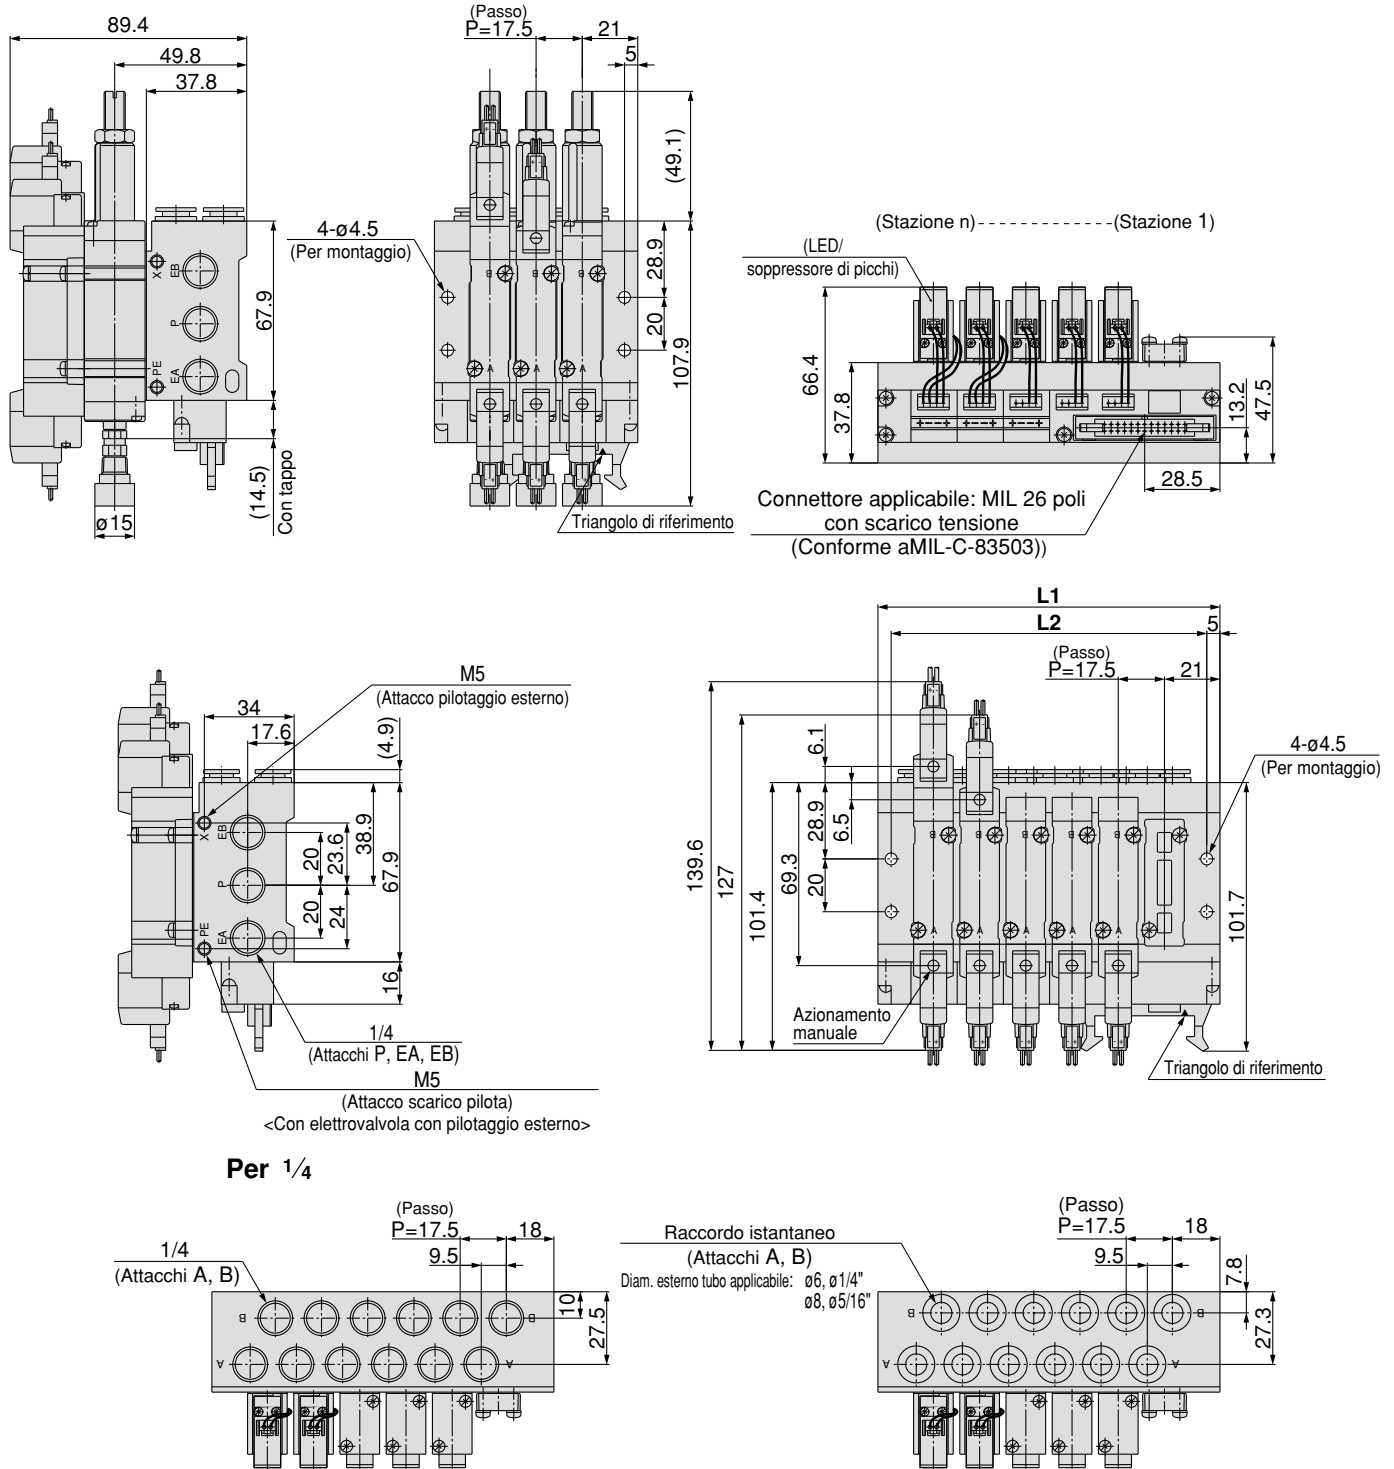 89.4
49.8
37.8
X
EB
P
PE
EA
67.9
(14.5)
Con tappo
ø15
(Passo)
P=17.5
21
5
(49.1)
4-ø4.5
(Per montaggio)
B
B
B
A
A
28.9
20
107.9
Triangolo di riferimento
(Stazione n)
(Stazione 1)
(LED/
soppressore di picchi)
66.4
37.8
13.2
47.5
28.5
Connettore applicabile: MIL 26 poli
con scarico tensione
(Conforme aMIL-C-83503))
M5
(Attacco pilotaggio esterno)
34
17.6
(4.9)
X
EB
P
PE
EA
20
23.6
38.9
67.9
20
24
16
1/4
(Attacchi P, EA, EB)
M5
(Attacco scarico pilota)
<Con elettrovalvola con pilotaggio esterno>
L1
L2
5
(Passo)
P=17.5
21
6.1
4-ø4.5
(Per montaggio)
139.6
127
101.4
69.3
28.9
6.5
20
101.7
B
B
B
B
B
A
A
A
A
A
Azionamento
manuale
Triangolo di riferimento
Per 1/4
(Passo)
P=17.5
18
9.5
1/4
(Attacchi A, B)
10
27.5
B
B
A
A
(Passo)
P=17.5
18
9.5
Raccordo istantaneo
(Attacchi A, B)
Diam. esterno tubo applicabile: ø6, ø1/4"
ø8, ø5/16"
7.8
27.3
B
B
A
A